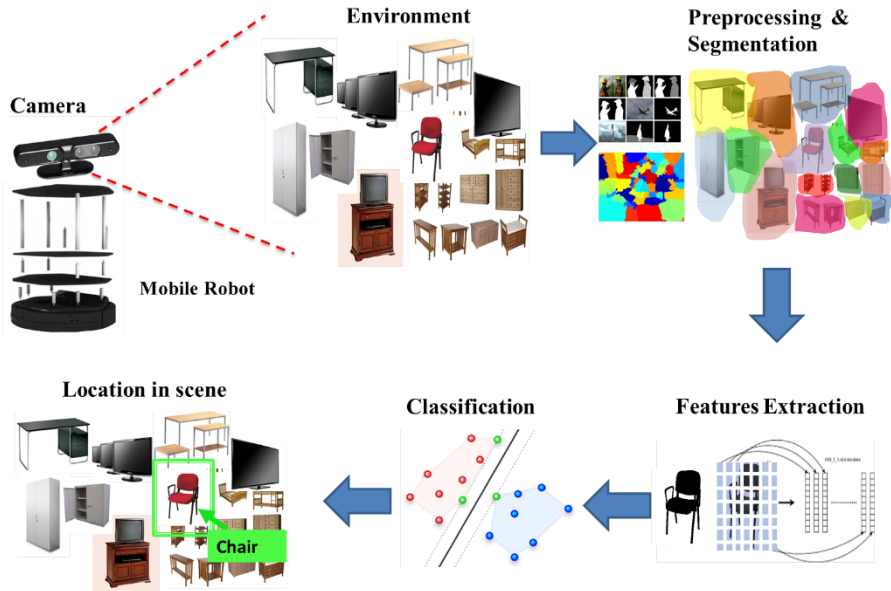 Environment
Preprocessing &
Segmentation
Camera
Mobile Robot
Location in scene
Classification
Features Extraction
Chair